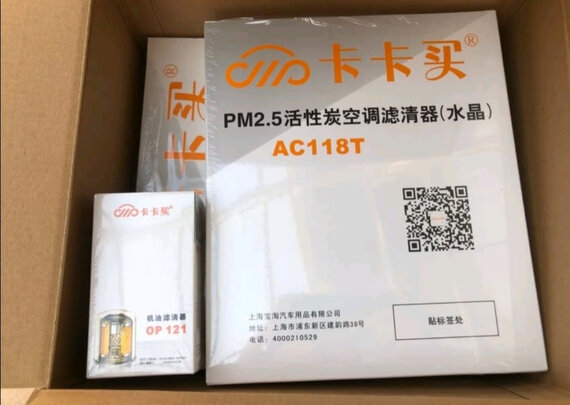 卡卡买®
PM2.5活性炭空调滤清器(水晶)
AC118T
上海宝淘汽车用品有限公司
地址：上海市浦东新区建韵路38号
电话：4000210529
贴标签处
卡卡买®
机油滤清器
OP 121
卡买®